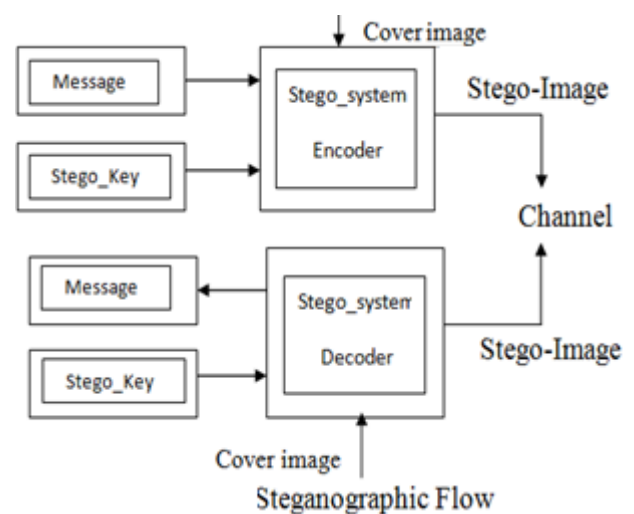 Cover image
Message
Stego_system
Encoder
Stego-Image
Stego_Key
Channel
Message
Stego_system
Decoder
Stego-Image
Stego_Key
Cover image
Steganographic Flow